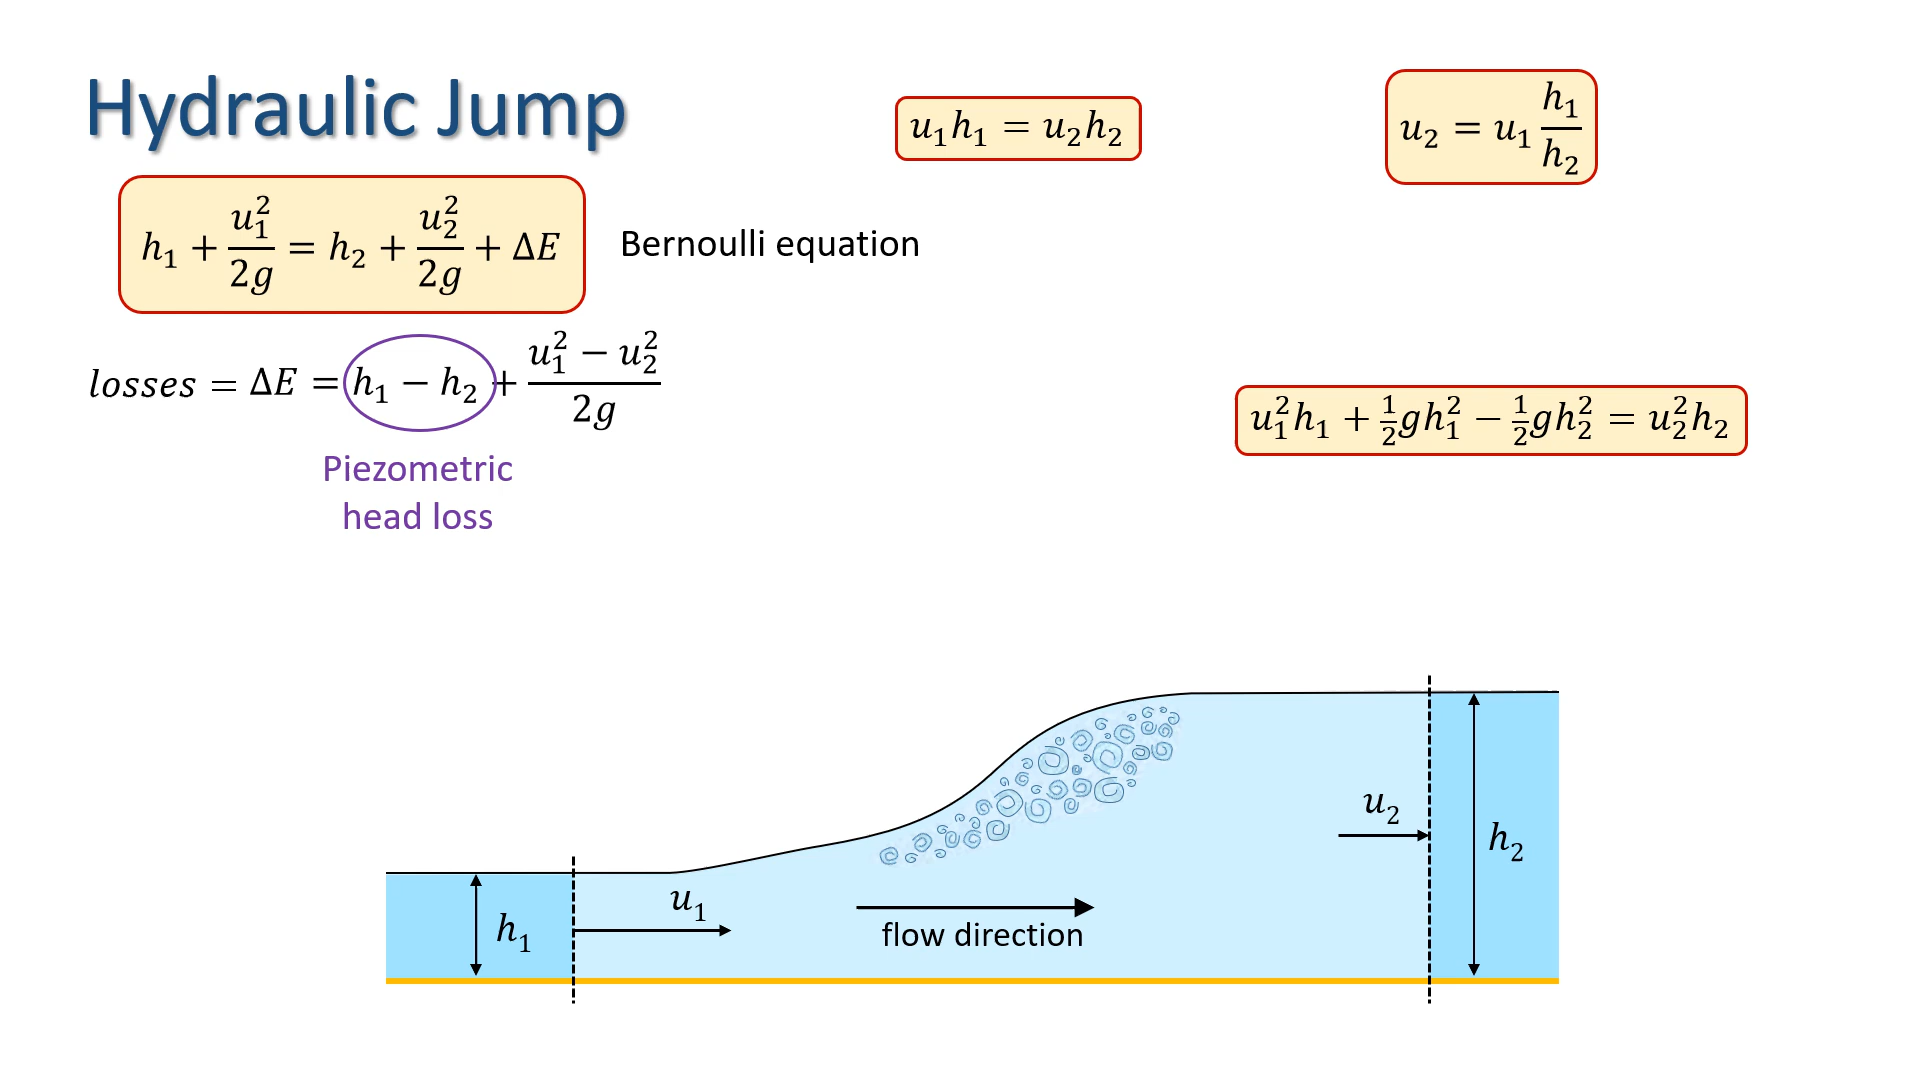 Hydraulic Jump
u₁h₁ = u₂h₂
u₂ = u₁ h₁/h₂
h₁ + u₁²/2g = h₂ + u₂²/2g + ΔE
Bernoulli equation
losses = ΔE = h₁ − h₂ + (u₁² − u₂²)/2g
Piezometric
head loss
u₁²h₁ + ½gh₁² − ½gh₂² = u₂²h₂
u₂
h₂
u₁
h₁
flow direction